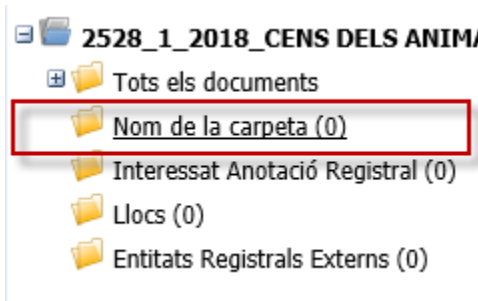 2528_1_2018_CENS DELS
Tots els documents
Nom de la carpeta (0)
Interessat Anotació Registral (0)
Llocs (0)
Entitats Registrals Externs (0)